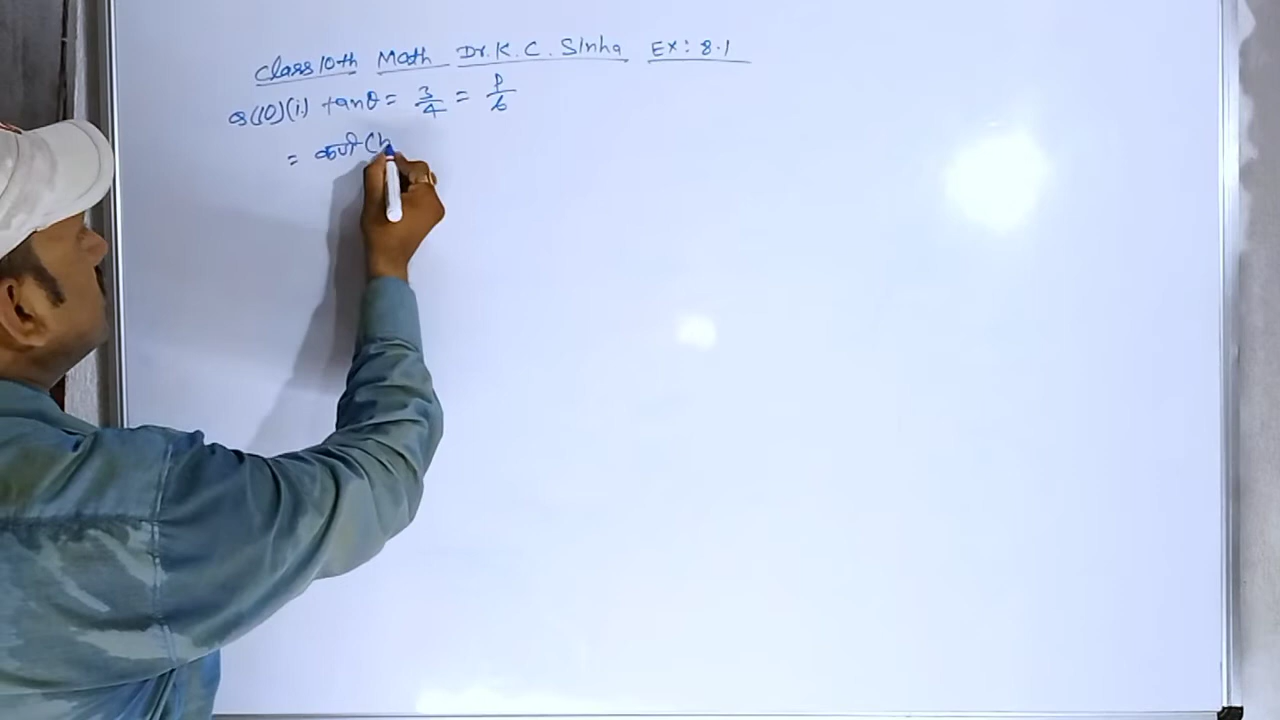 Class 10th Math Dr. K. C. Sinha Ex: 8.1
Q(10)(i) tanθ = 3/4 = P/b
= कर्ण (h